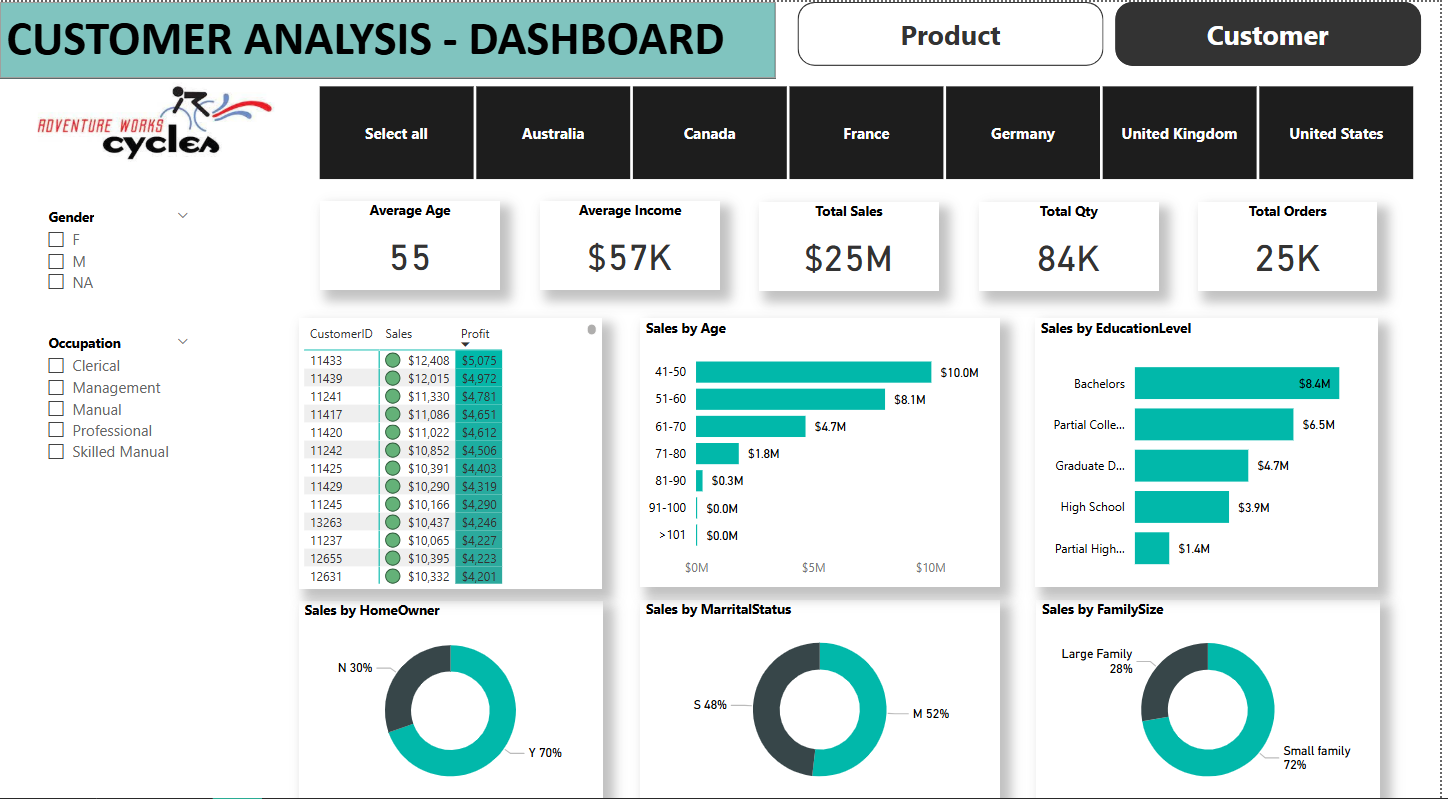 CUSTOMER ANALYSIS - DASHBOARD
Product
Customer
ADVENTURE WORKS
cycles
Select all
Australia
Canada
France
Germany
United Kingdom
United States
Gender
F
M
NA
Occupation
Clerical
Management
Manual
Professional
Skilled Manual
Average Age
55
Average Income
$57K
Total Sales
$25M
Total Qty
84K
Total Orders
25K
CustomerID Sales Profit
11433 $12,408 $5,075
11439 $12,015 $4,972
11241 $11,330 $4,781
11417 $11,086 $4,651
11420 $11,022 $4,612
11242 $10,852 $4,506
11425 $10,391 $4,403
11429 $10,290 $4,319
11245 $10,166 $4,290
13263 $10,437 $4,246
11237 $10,065 $4,227
12655 $10,395 $4,223
12631 $10,332 $4,201
Sales by Age
41-50 $10.0M
51-60 $8.1M
61-70 $4.7M
71-80 $1.8M
81-90 $0.3M
91-100 $0.0M
>101 $0.0M
$0M $5M $10M
Sales by EducationLevel
Bachelors $8.4M
Partial Colle... $6.5M
Graduate D... $4.7M
High School $3.9M
Partial High... $1.4M
Sales by HomeOwner
N 30%
Y 70%
Sales by MarritalStatus
S 48%
M 52%
Sales by FamilySize
Large Family
28%
Small family
72%